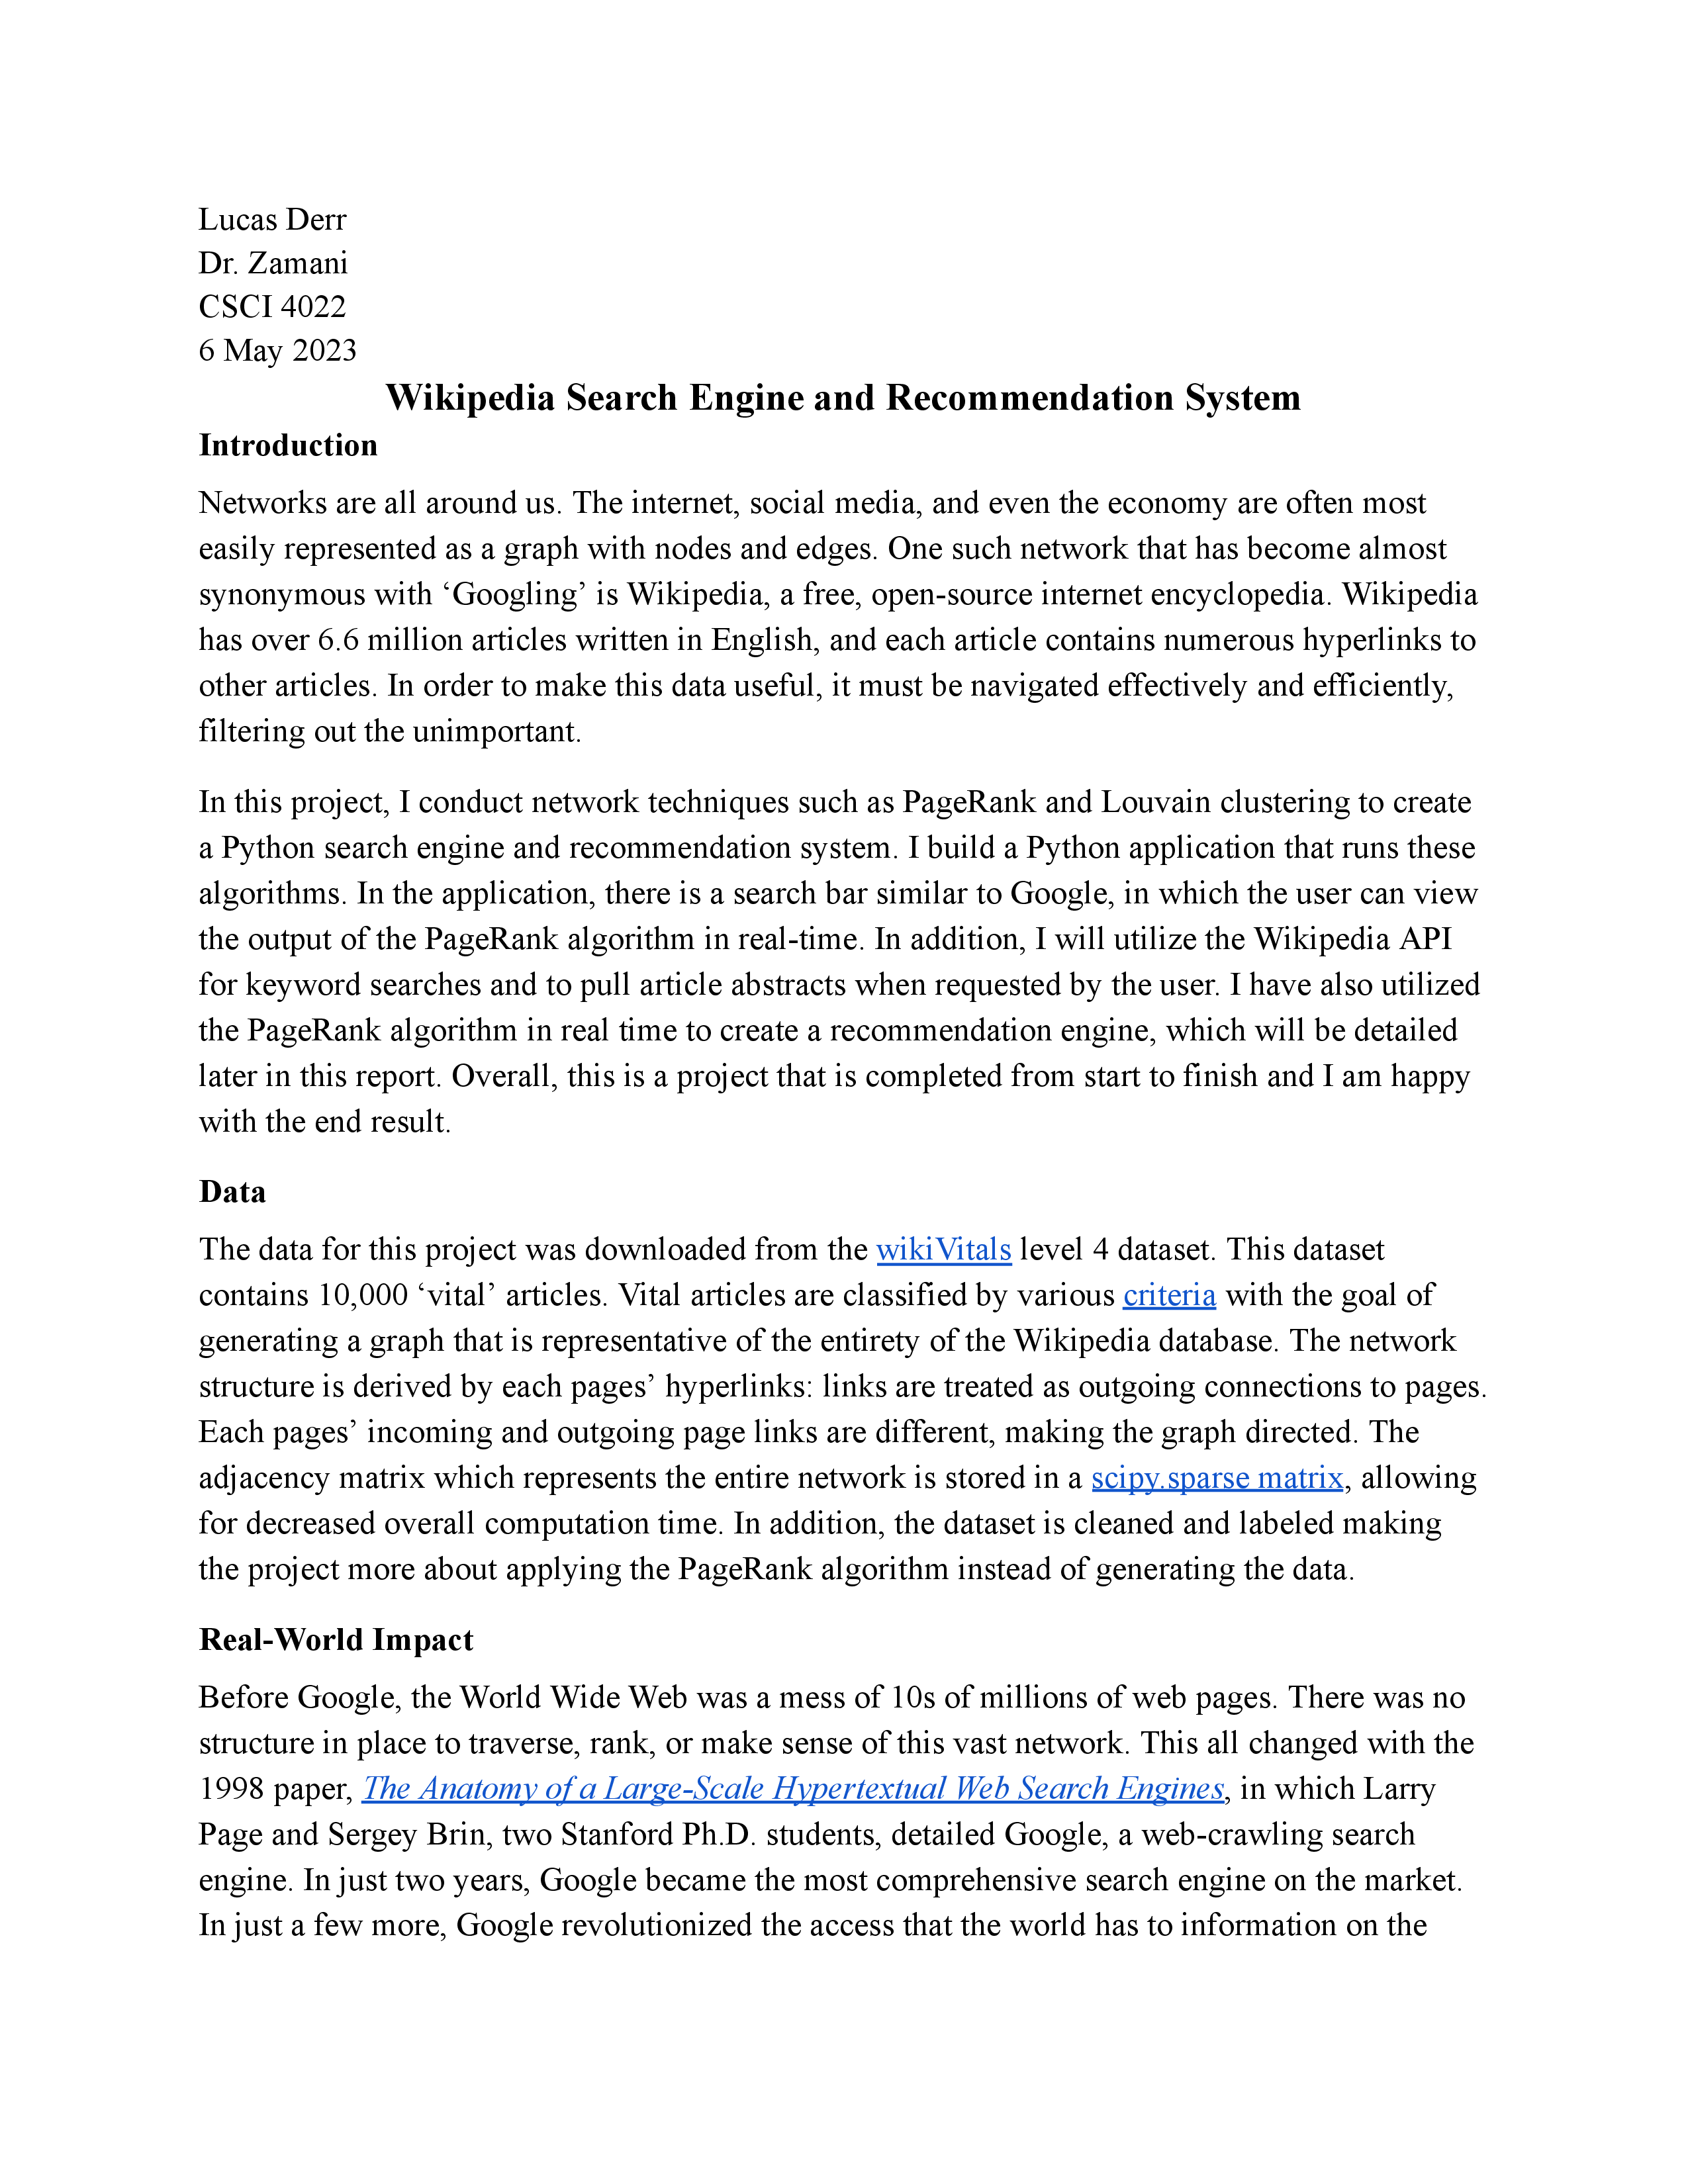 Lucas Derr
Dr. Zamani
CSCI 4022
6 May 2023
Wikipedia Search Engine and Recommendation System
Introduction
Networks are all around us. The internet, social media, and even the economy are often most
easily represented as a graph with nodes and edges. One such network that has become almost
synonymous with ‘Googling’ is Wikipedia, a free, open-source internet encyclopedia. Wikipedia
has over 6.6 million articles written in English, and each article contains numerous hyperlinks to
other articles. In order to make this data useful, it must be navigated effectively and efficiently,
filtering out the unimportant.
In this project, I conduct network techniques such as PageRank and Louvain clustering to create
a Python search engine and recommendation system. I build a Python application that runs these
algorithms. In the application, there is a search bar similar to Google, in which the user can view
the output of the PageRank algorithm in real-time. In addition, I will utilize the Wikipedia API
for keyword searches and to pull article abstracts when requested by the user. I have also utilized
the PageRank algorithm in real time to create a recommendation engine, which will be detailed
later in this report. Overall, this is a project that is completed from start to finish and I am happy
with the end result.
Data
The data for this project was downloaded from the wikiVitals level 4 dataset. This dataset
contains 10,000 ‘vital’ articles. Vital articles are classified by various criteria with the goal of
generating a graph that is representative of the entirety of the Wikipedia database. The network
structure is derived by each pages’ hyperlinks: links are treated as outgoing connections to pages.
Each pages’ incoming and outgoing page links are different, making the graph directed. The
adjacency matrix which represents the entire network is stored in a scipy.sparse matrix, allowing
for decreased overall computation time. In addition, the dataset is cleaned and labeled making
the project more about applying the PageRank algorithm instead of generating the data.
Real-World Impact
Before Google, the World Wide Web was a mess of 10s of millions of web pages. There was no
structure in place to traverse, rank, or make sense of this vast network. This all changed with the
1998 paper, The Anatomy of a Large-Scale Hypertextual Web Search Engines, in which Larry
Page and Sergey Brin, two Stanford Ph.D. students, detailed Google, a web-crawling search
engine. In just two years, Google became the most comprehensive search engine on the market.
In just a few more, Google revolutionized the access that the world has to information on the